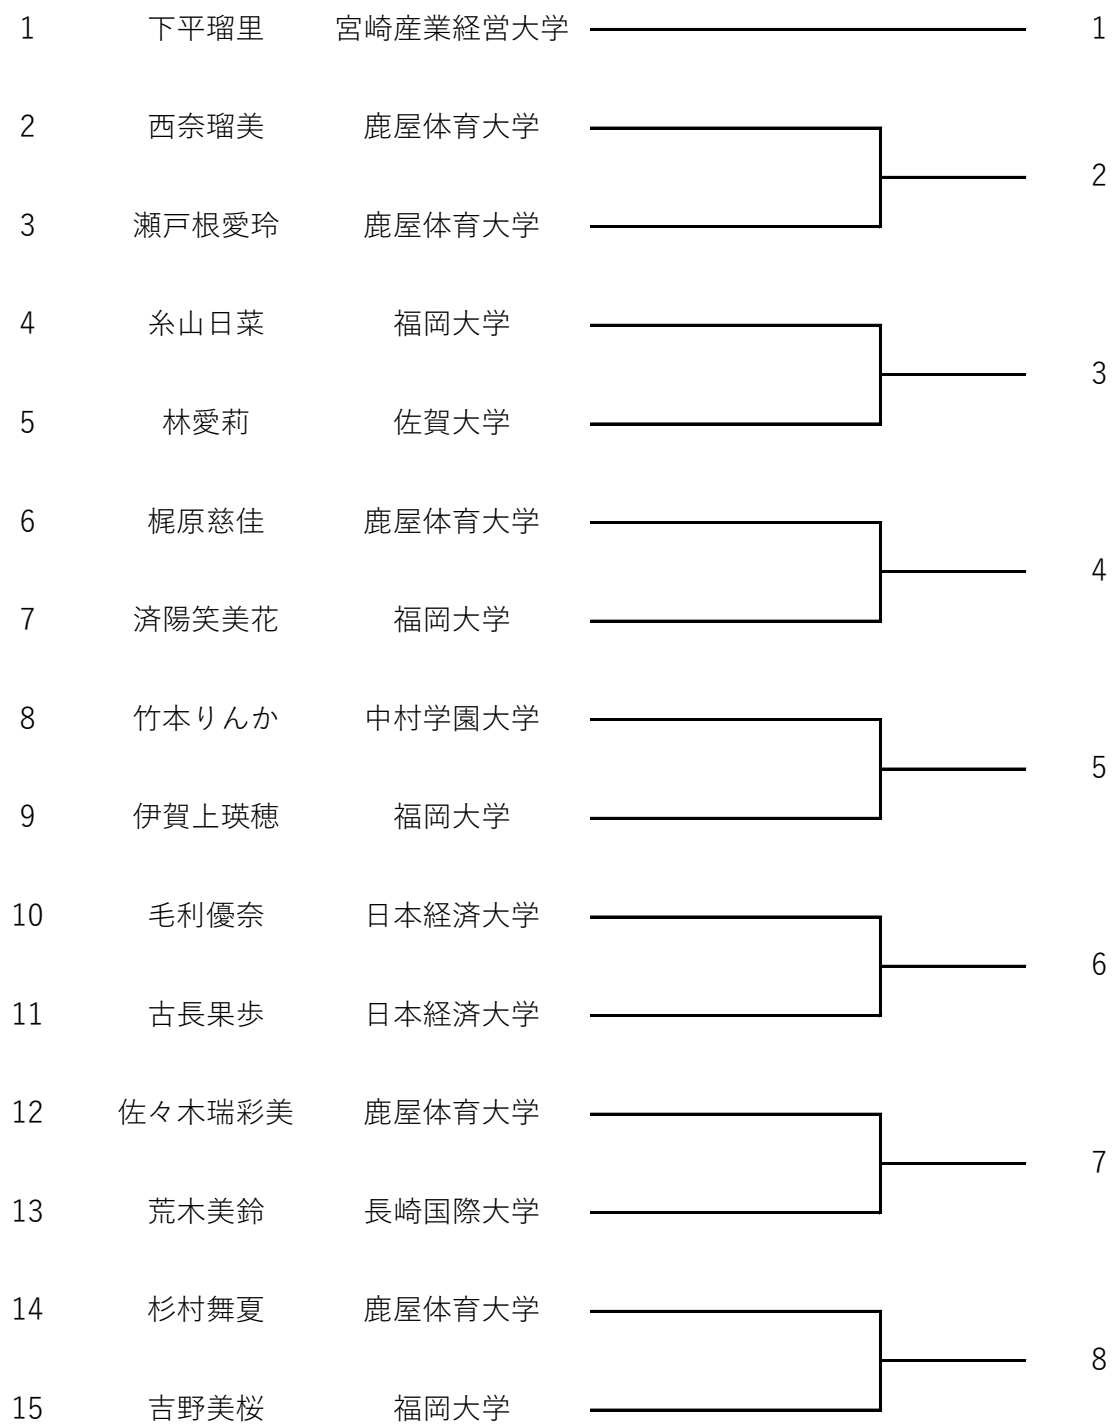 1 下平瑠里 宮崎産業経営大学 1
2 西奈瑠美 鹿屋体育大学
2
3 瀬戸根愛玲 鹿屋体育大学
4 糸山日菜 福岡大学
3
5 林愛莉 佐賀大学
6 梶原慈佳 鹿屋体育大学
4
7 済陽笑美花 福岡大学
8 竹本りんか 中村学園大学
5
9 伊賀上瑛穂 福岡大学
10 毛利優奈 日本経済大学
6
11 古長果歩 日本経済大学
12 佐々木瑞彩美 鹿屋体育大学
7
13 荒木美鈴 長崎国際大学
14 杉村舞夏 鹿屋体育大学
8
15 吉野美桜 福岡大学